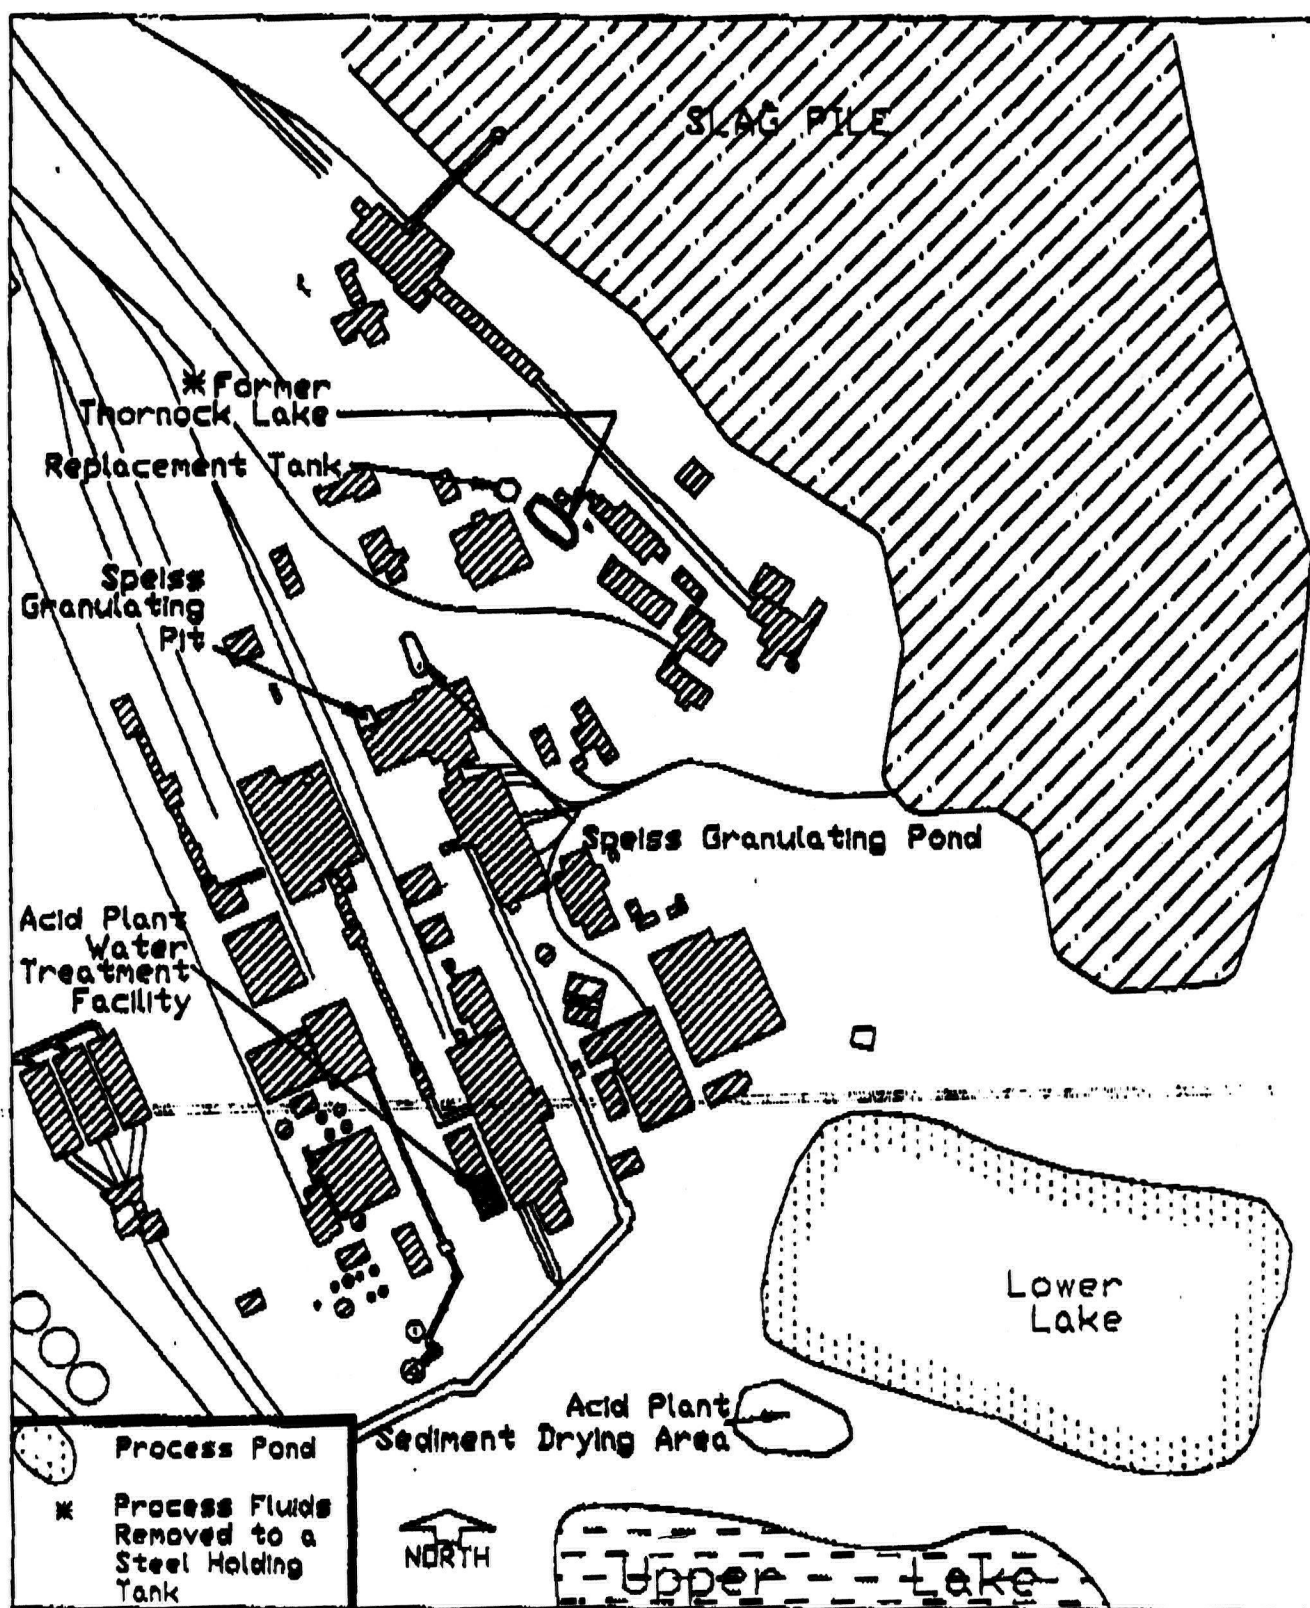 SLAG PILE
* Former
Thornock Lake
Replacement Tank
Speiss
Granulating
Pit
Speiss Granulating Pond
Acid Plant
Water
Treatment
Facility
Lower
Lake
Acid Plant
Sediment Drying Area
Process Pond
* Process Fluids
Removed to a
Steel Holding
Tank
NORTH
Upper Lake